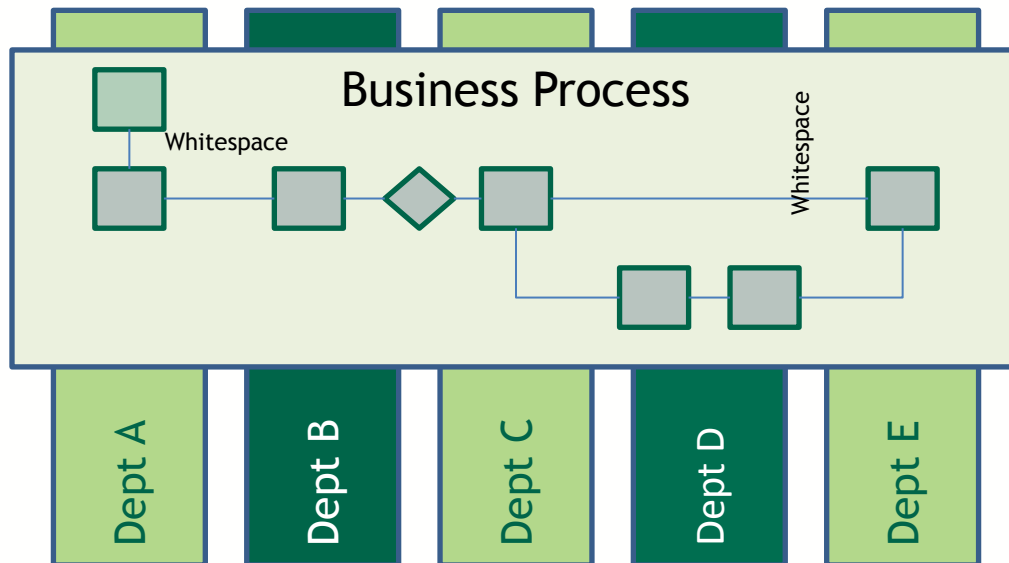 Business Process
Whitespace
Whitespace
Dept A
Dept B
Dept C
Dept D
Dept E